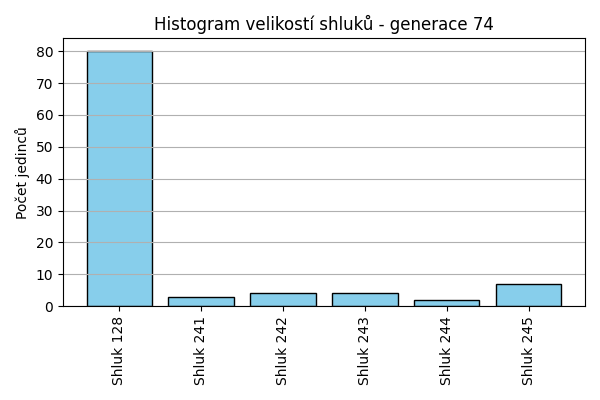 Histogram velikostí shluků - generace 74
Počet jedinců
80
70
60
50
40
30
20
10
0
Shluk 128
Shluk 241
Shluk 242
Shluk 243
Shluk 244
Shluk 245